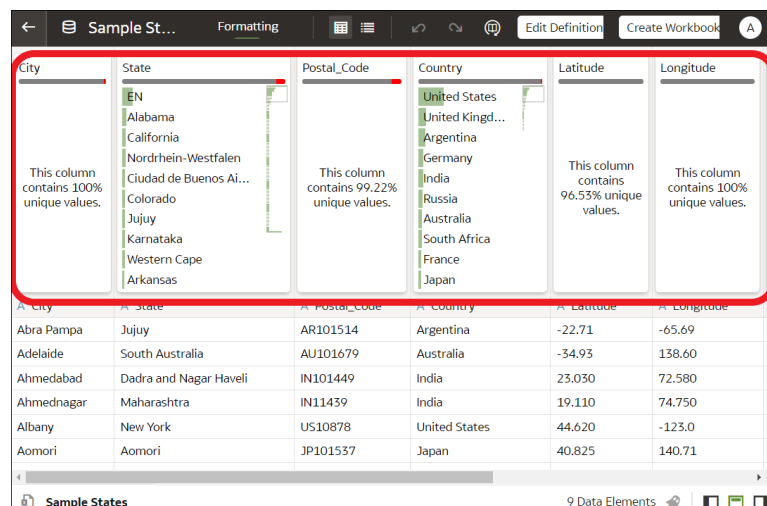 Sample St... Formatting Edit Definition Create Workbook A
City State Postal_Code Country Latitude Longitude
This column
contains 100%
unique values.
EN
Alabama
California
Nordrhein-Westfalen
Ciudad de Buenos Ai...
Colorado
Jujuy
Karnataka
Western Cape
Arkansas
This column
contains 99.22%
unique values.
United States
United Kingd...
Argentina
Germany
India
Russia
Australia
South Africa
France
Japan
This column
contains
96.53% unique
values.
This column
contains 100%
unique values.
A City A State A Postal_Code A Country A Latitude A Longitude
Abra Pampa Jujuy AR101514 Argentina -22.71 -65.69
Adelaide South Australia AU101679 Australia -34.93 138.60
Ahmedabad Dadra and Nagar Haveli IN101449 India 23.030 72.580
Ahmednagar Maharashtra IN11439 India 19.110 74.750
Albany New York US10878 United States 44.620 -123.0
Aomori Aomori JP101537 Japan 40.825 140.71
Sample States 9 Data Elements